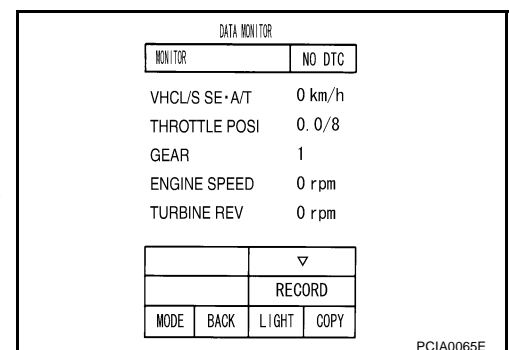 DATA MONITOR
MONITOR NO DTC
VHCL/S SE·A/T 0 km/h
THROTTLE POSI 0.0/8
GEAR 1
ENGINE SPEED 0 rpm
TURBINE REV 0 rpm
▽
RECORD
MODE BACK LIGHT COPY
PCIA0065E